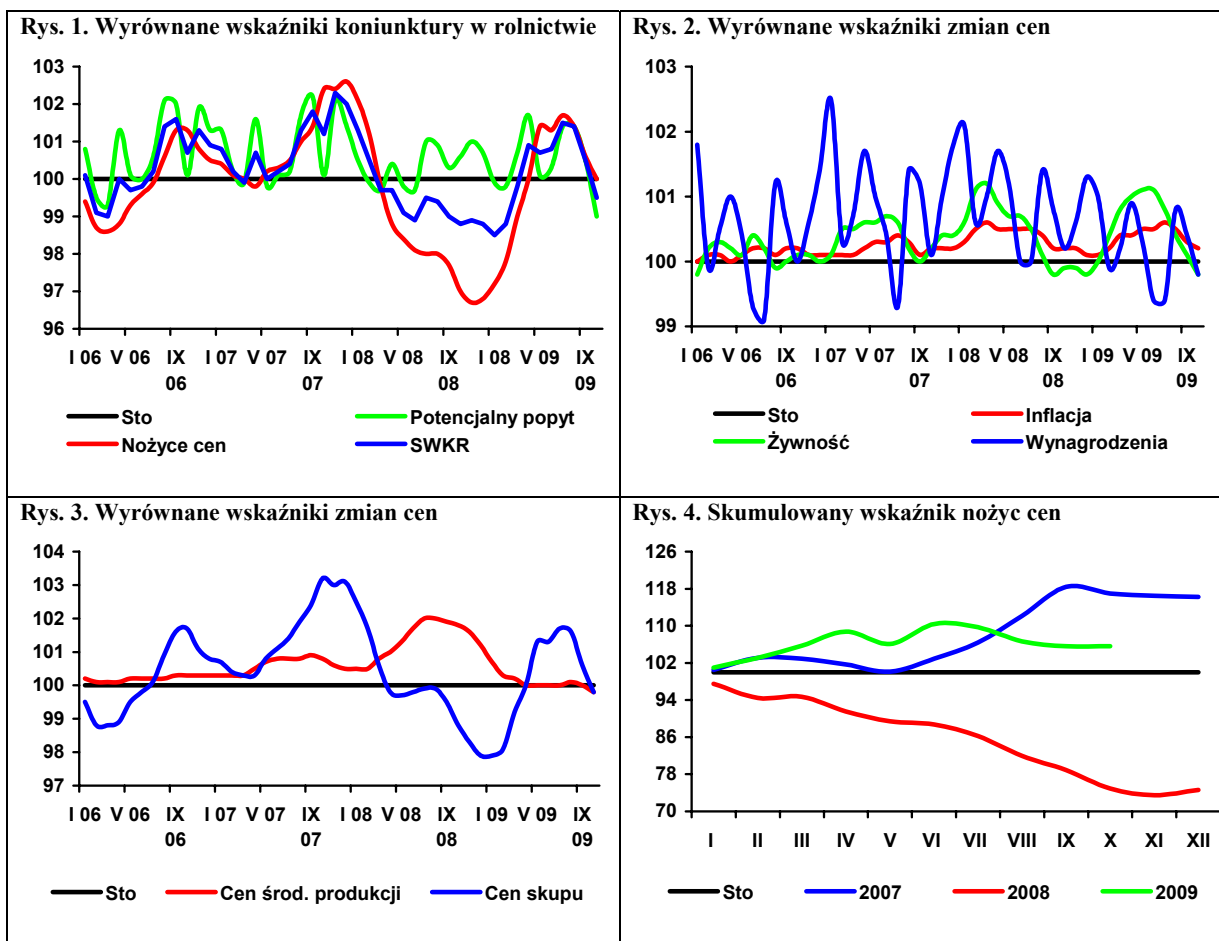 Rys. 1. Wyrównane wskaźniki koniunktury w rolnictwie
103
102
101
100
99
98
97
96
I 06 V 06 IX I 07 V 07 IX I 08 V 08 IX I 08 V 09 IX
06 07 08 09
Sto Potencjalny popyt
Nożyce cen SWKR
Rys. 2. Wyrównane wskaźniki zmian cen
103
102
101
100
99
I 06 V 06 IX I 07 V 07 IX I 08 V 08 IX I 09 V 09 IX
06 07 08 09
Sto Inflacja
Żywność Wynagrodzenia
Rys. 3. Wyrównane wskaźniki zmian cen
104
103
102
101
100
99
98
97
I 06 V 06 IX I 07 V 07 IX I 08 V 08 IX I 09 V 09 IX
06 07 08 09
Sto Cen środ. produkcji Cen skupu
Rys. 4. Skumulowany wskaźnik nożyc cen
126
118
110
102
94
86
78
70
I II III IV V VI VII VIII IX X XI XII
Sto 2007 2008 2009